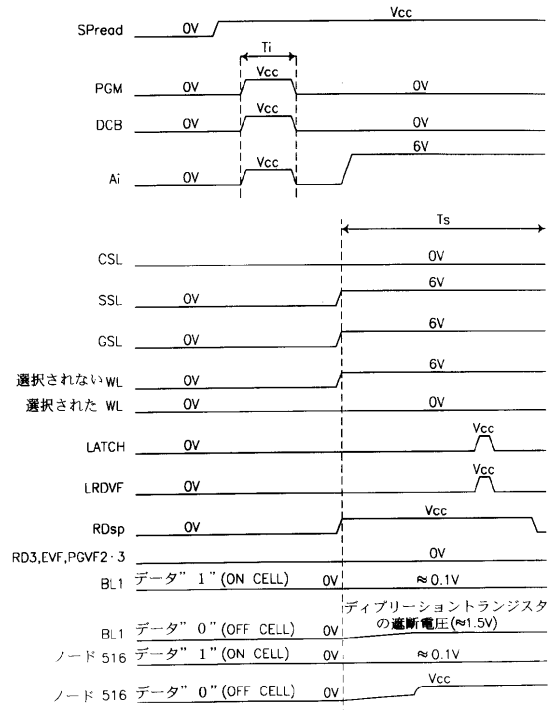 Vcc
SPread 0V
Ti
PGM 0V Vcc 0V
DCB 0V Vcc 0V
Ai 0V Vcc 6V
Ts
CSL 0V
SSL 0V 6V
GSL 0V 6V
選択されない WL 0V 6V
選択された WL 0V 0V
LATCH 0V Vcc
LRDVF 0V Vcc
RDsp 0V Vcc
RD3,EVF,PGVF2·3 0V
BL1 データ" 1 "(ON CELL) 0V ≈0.1V
ディプリーショントランジスタ
の遮断電圧(≈1.5V)
BL1 データ" 0 "(OFF CELL) 0V
ノード 516 データ" 1 "(ON CELL) 0V ≈0.1V
ノード 516 データ" 0 "(OFF CELL) 0V Vcc